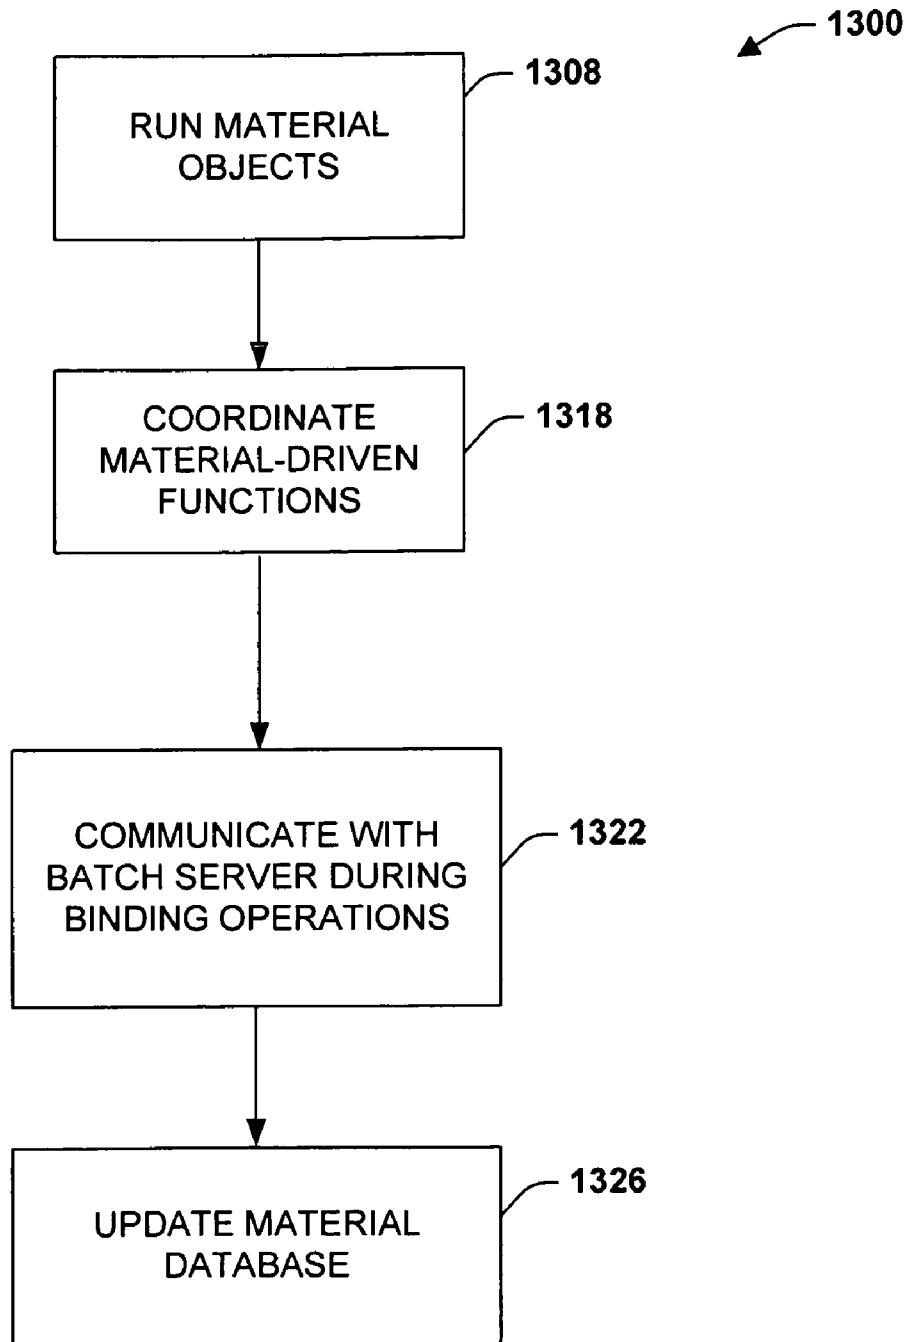 1300
1308
RUN MATERIAL
OBJECTS
1318
COORDINATE
MATERIAL-DRIVEN
FUNCTIONS
1322
COMMUNICATE WITH
BATCH SERVER DURING
BINDING OPERATIONS
1326
UPDATE MATERIAL
DATABASE